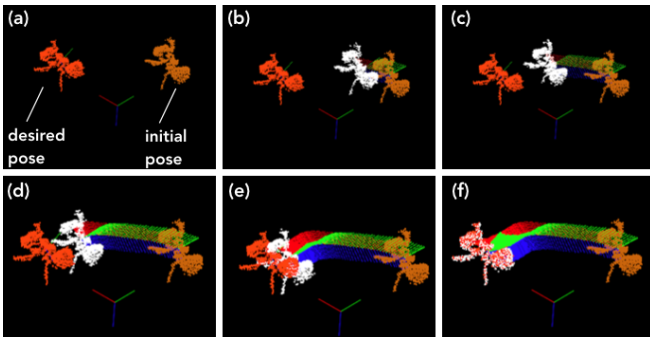 (a)
(b)
(c)
desired
pose
initial
pose
(d)
(e)
(f)